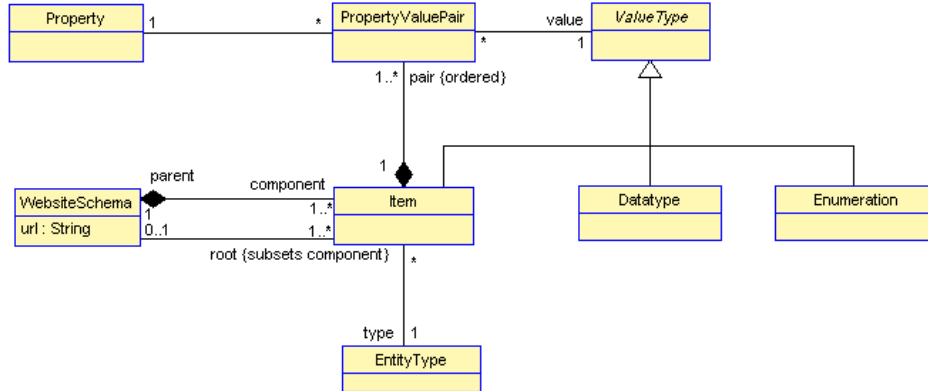 Property
1
*
PropertyValuePair
value
*
1
ValueType
1..*
pair {ordered}
1
parent
component
WebsiteSchema
url : String
1
1..*
0..1
1..*
root {subsets component}
Item
Datatype
Enumeration
*
type
1
EntityType